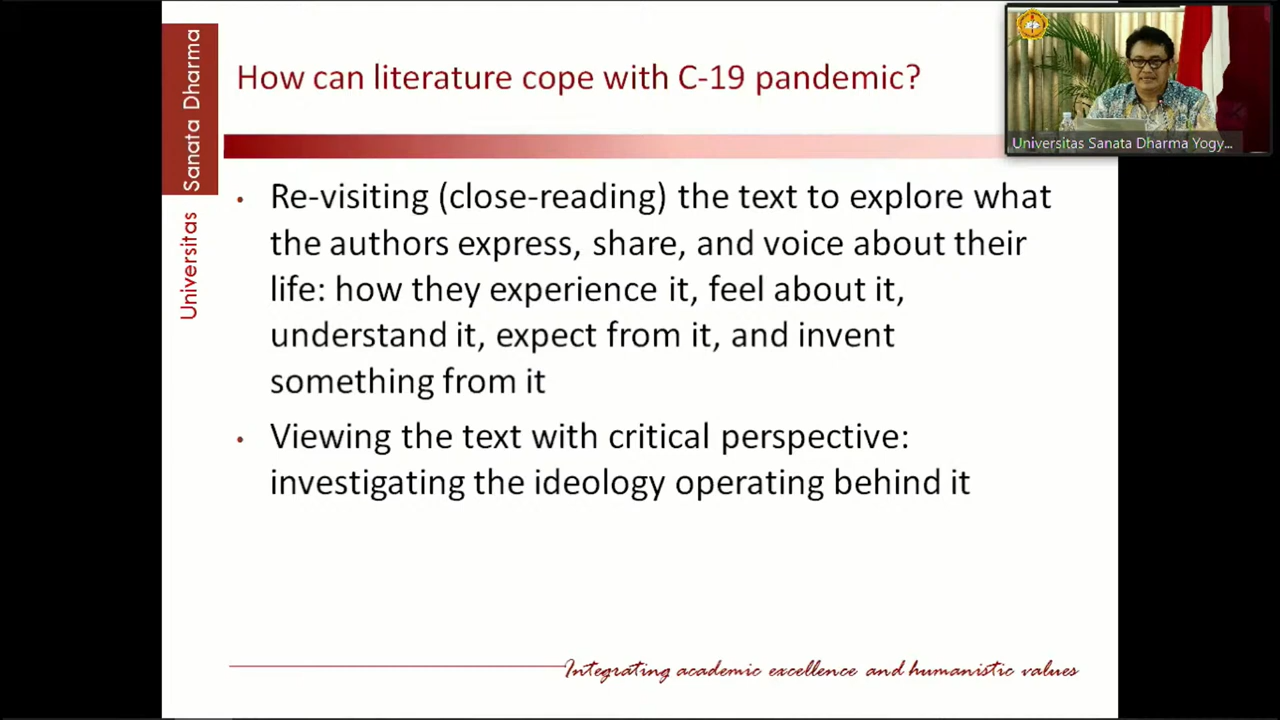 How can literature cope with C-19 pandemic?
Universitas Sanata Dharma
Universitas Sanata Dharma Yogy...
• Re-visiting (close-reading) the text to explore what
the authors express, share, and voice about their
life: how they experience it, feel about it,
understand it, expect from it, and invent
something from it
• Viewing the text with critical perspective:
investigating the ideology operating behind it
Integrating academic excellence and humanistic values